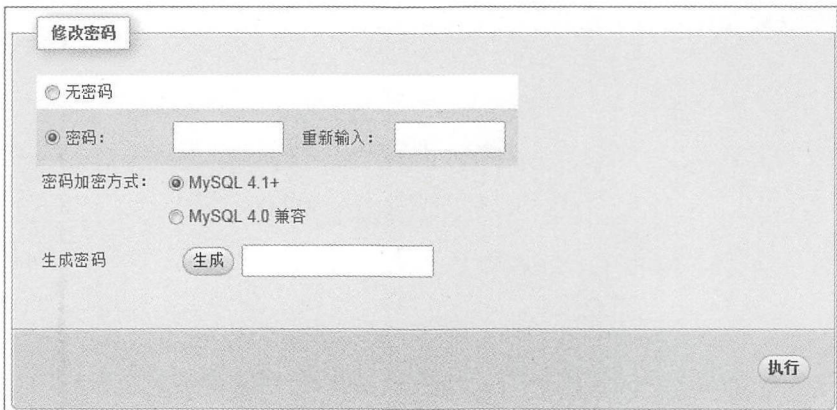 修改密码
无密码
密码： 重新输入：
密码加密方式： MySQL 4.1+
MySQL 4.0 兼容
生成密码 生成
执行